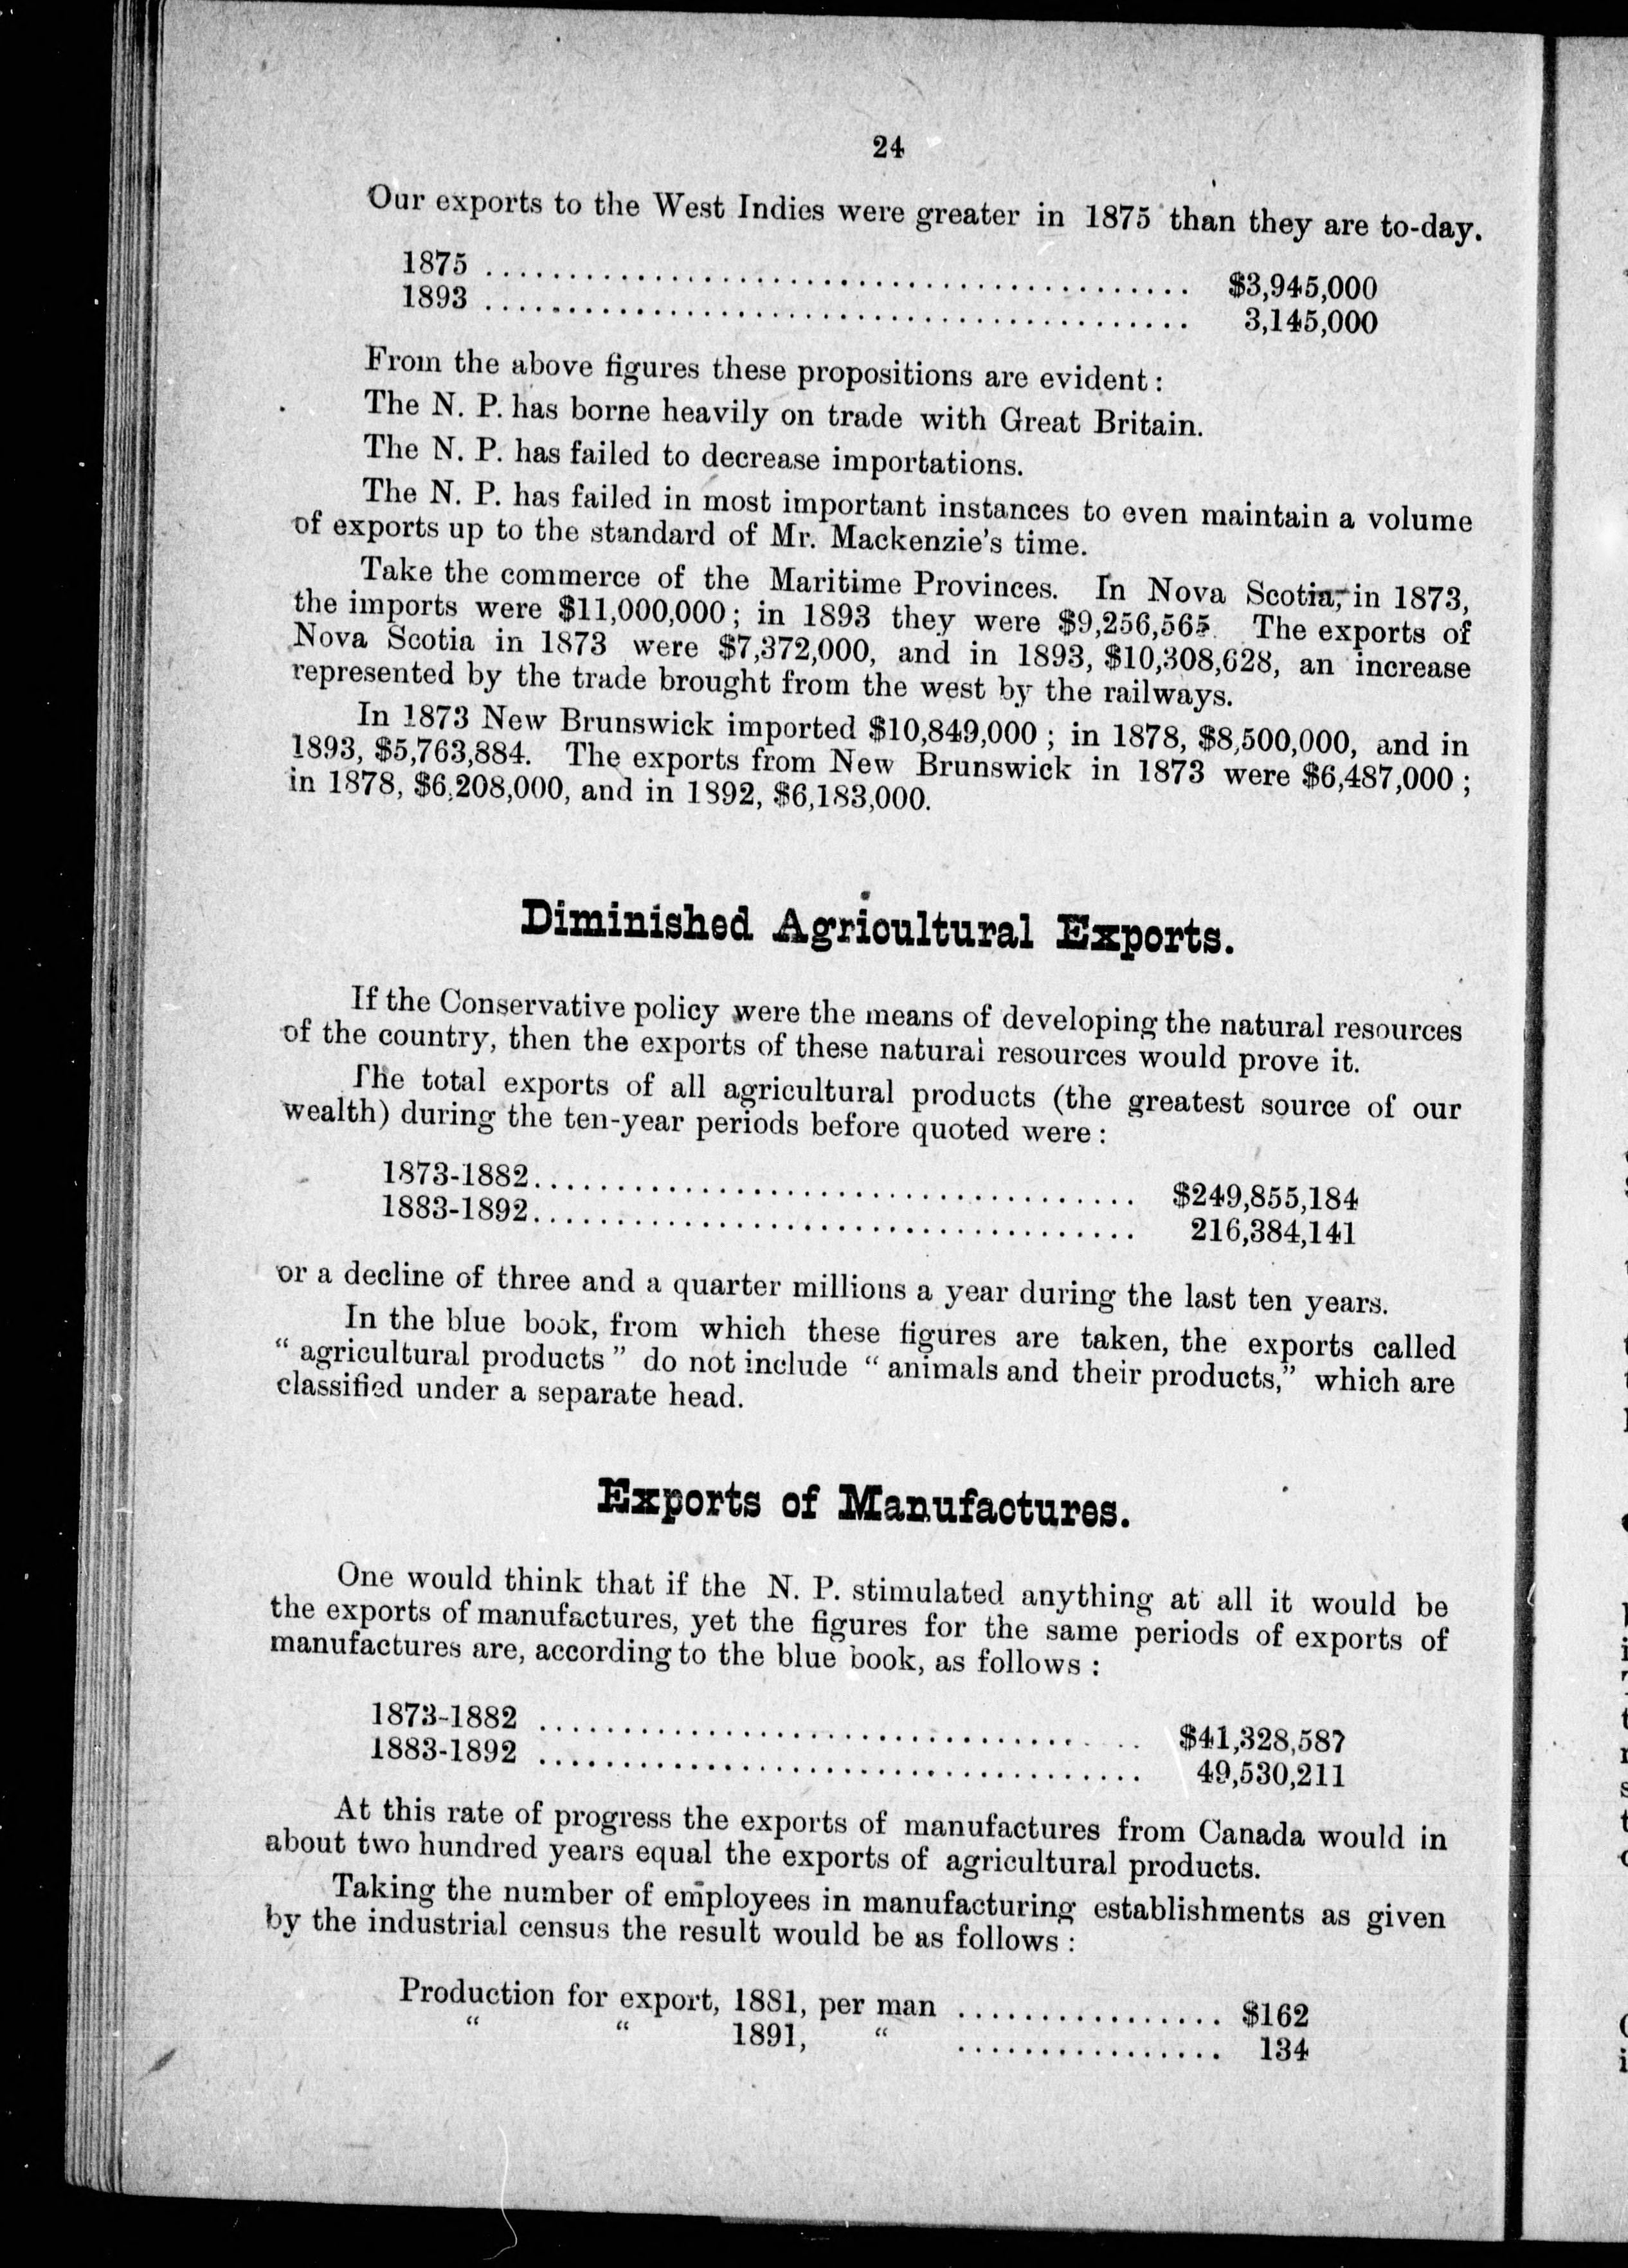 24
Our exports to the West Indies were greater in 1875 than they are to-day.
1875 ............................................. $3,945,000
1893 ............................................. 3,145,000
From the above figures these propositions are evident :
The N. P. has borne heavily on trade with Great Britain.
The N. P. has failed to decrease importations.
The N. P. has failed in most important instances to even maintain a volume
of exports up to the standard of Mr. Mackenzie's time.
Take the commerce of the Maritime Provinces. In Nova Scotia, in 1873,
the imports were $11,000,000; in 1893 they were $9,256,565. The exports of
Nova Scotia in 1873 were $7,372,000, and in 1893, $10,308,628, an increase
represented by the trade brought from the west by the railways.
In 1873 New Brunswick imported $10,849,000 ; in 1878, $8,500,000, and in
1893, $5,763,884. The exports from New Brunswick in 1873 were $6,487,000 ;
in 1878, $6,208,000, and in 1892, $6,183,000.
Diminished Agricultural Exports.
If the Conservative policy were the means of developing the natural resources
of the country, then the exports of these natural resources would prove it.
The total exports of all agricultural products (the greatest source of our
wealth) during the ten-year periods before quoted were :
1873-1882...................................... $249,855,184
1883-1892...................................... 216,384,141
or a decline of three and a quarter millions a year during the last ten years.
In the blue book, from which these figures are taken, the exports called
“ agricultural products ” do not include “ animals and their products,” which are
classified under a separate head.
Exports of Manufactures.
One would think that if the N. P. stimulated anything at all it would be
the exports of manufactures, yet the figures for the same periods of exports of
manufactures are, according to the blue book, as follows :
1873-1882 ...................................... $41,328,587
1883-1892 ...................................... 49,530,211
At this rate of progress the exports of manufactures from Canada would in
about two hundred years equal the exports of agricultural products.
Taking the number of employees in manufacturing establishments as given
by the industrial census the result would be as follows :
Production for export, 1881, per man ................ $162
“ “ 1891, “ ................ 134